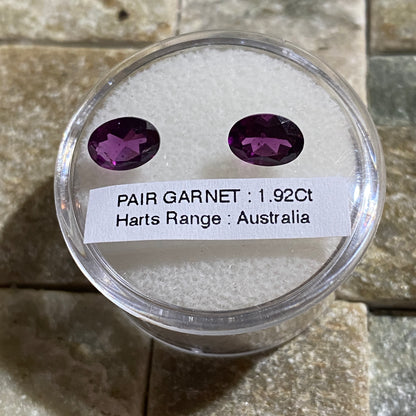 PAIR GARNET : 1.92Ct
Harts Range : Australia